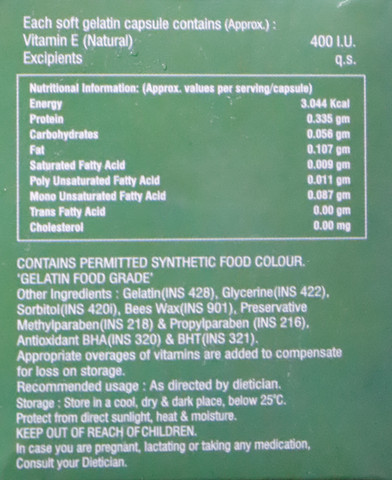 Each soft gelatin capsule contains (Approx.) :
Vitamin E (Natural) 400 I.U.
Excipients q.s.
Nutritional Information: (Approx. values per serving/capsule)
Energy 3.044 Kcal
Protein 0.335 gm
Carbohydrates 0.056 gm
Fat 0.107 gm
Saturated Fatty Acid 0.009 gm
Poly Unsaturated Fatty Acid 0.011 gm
Mono Unsaturated Fatty Acid 0.087 gm
Trans Fatty Acid 0.00 gm
Cholesterol 0.00 mg
CONTAINS PERMITTED SYNTHETIC FOOD COLOUR.
"GELATIN FOOD GRADE"
Other Ingredients : Gelatin(INS 428), Glycerine(INS 422),
Sorbitol(INS 420i), Bees Wax(INS 901), Preservative
Methylparaben(INS 218) & Propylparaben (INS 216),
Antioxidant BHA(INS 320) & BHT(INS 321).
Appropriate overages of vitamins are added to compensate
for loss on storage.
Recommended usage : As directed by dietician.
Storage : Store in a cool, dry & dark place, below 25°C.
Protect from direct sunlight, heat & moisture.
KEEP OUT OF REACH OF CHILDREN.
In case you are pregnant, lactating or taking any medication,
Consult your Dietician.